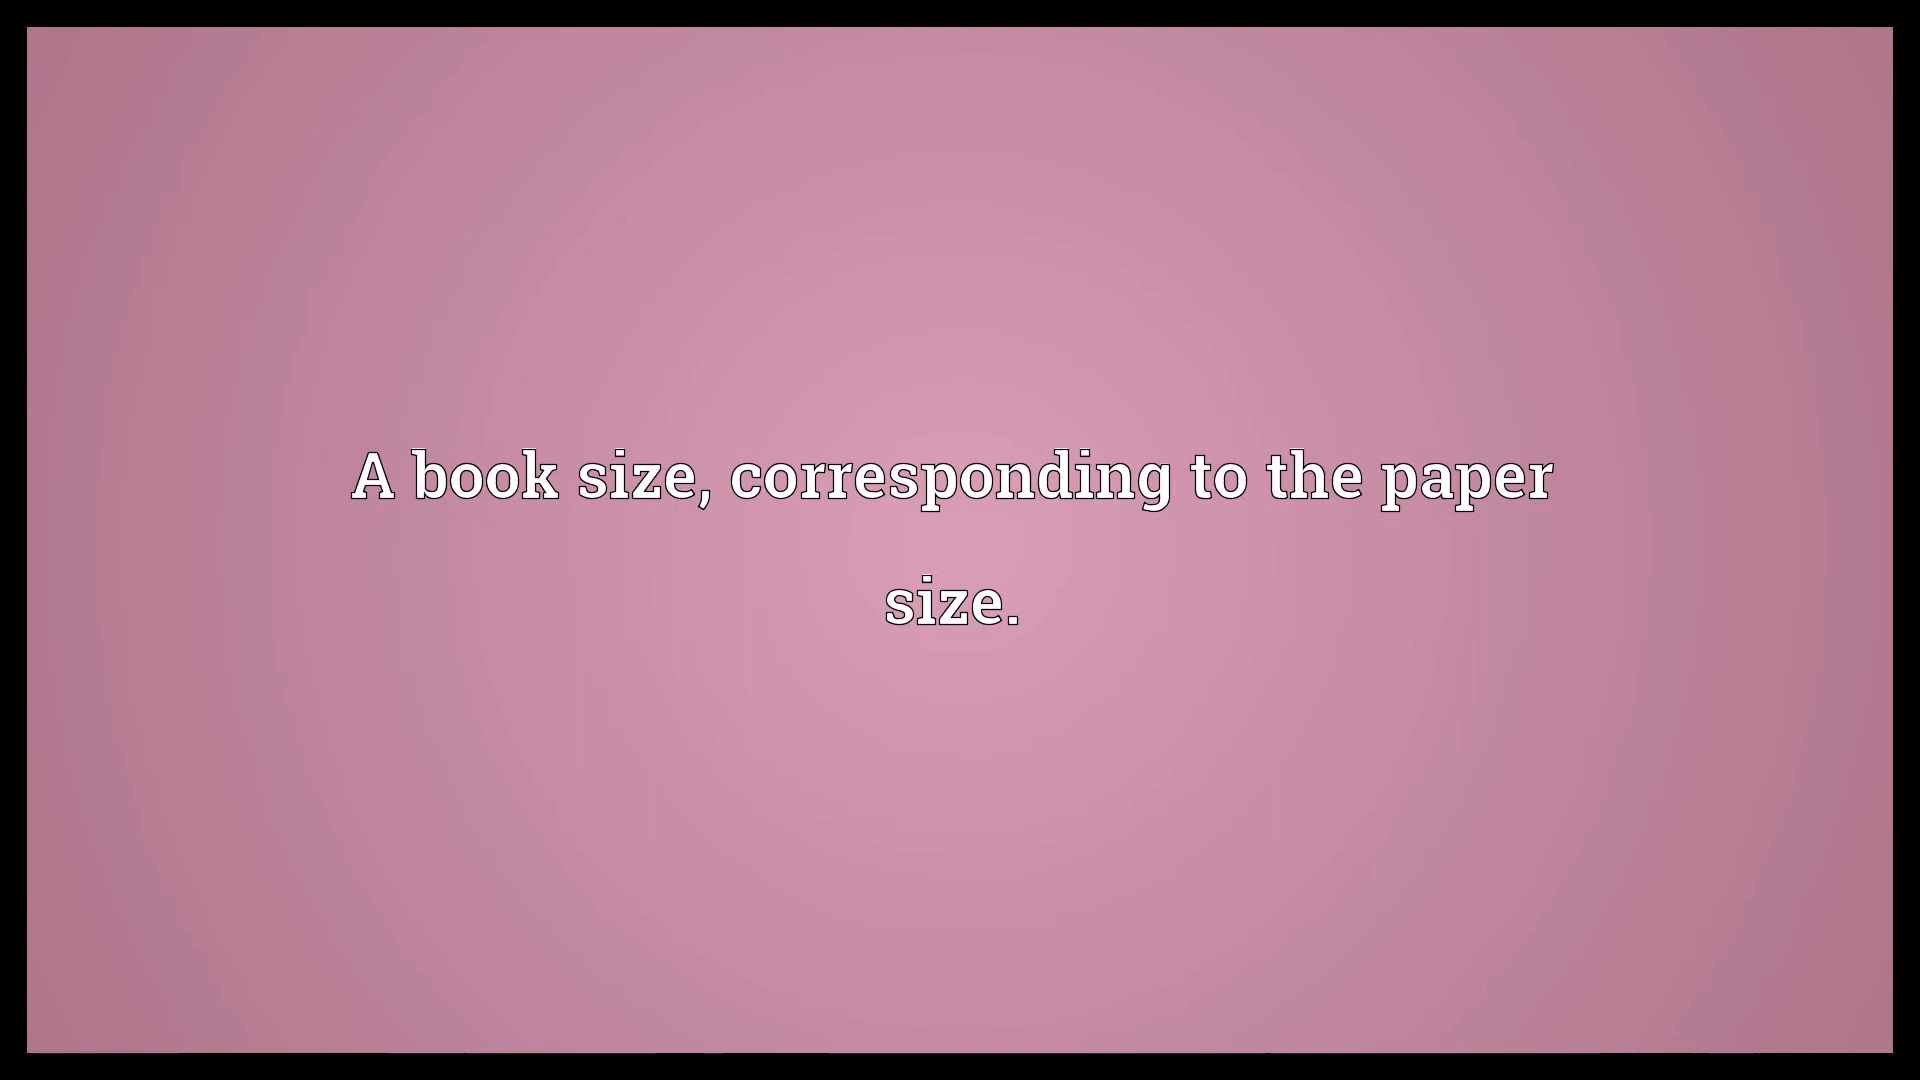 A book size, corresponding to the paper
size.